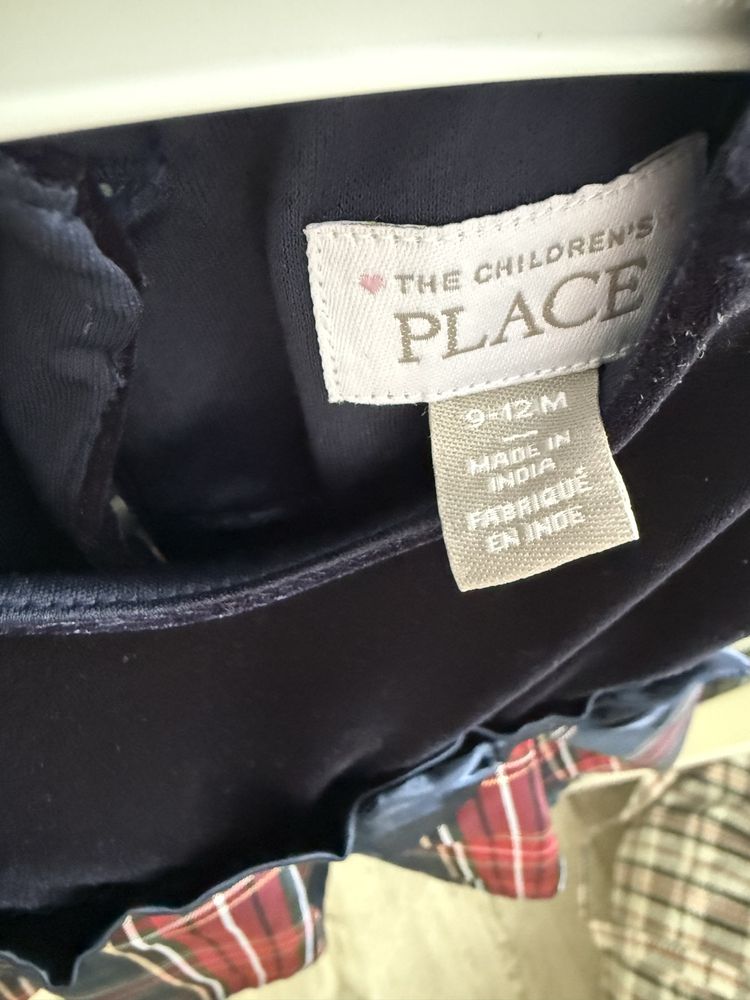 THE CHILDREN'S
PLACE
9-12 M
MADE IN
INDIA
FABRIQUÉ
EN INDE